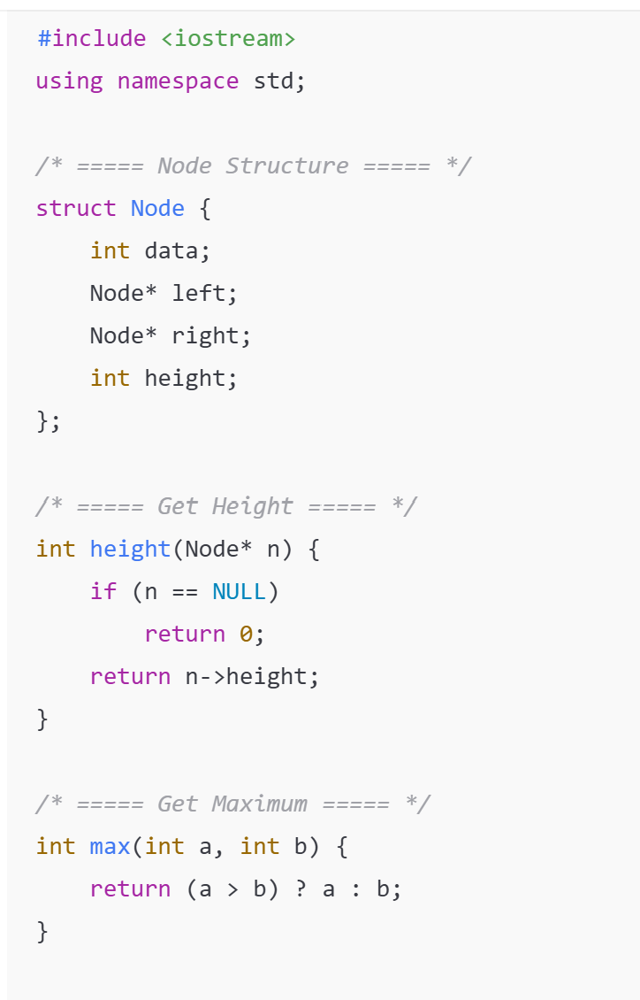 #include <iostream>
using namespace std;
/* ===== Node Structure ===== */
struct Node {
    int data;
    Node* left;
    Node* right;
    int height;
};
/* ===== Get Height ===== */
int height(Node* n) {
    if (n == NULL)
        return 0;
    return n->height;
}
/* ===== Get Maximum ===== */
int max(int a, int b) {
    return (a > b) ? a : b;
}